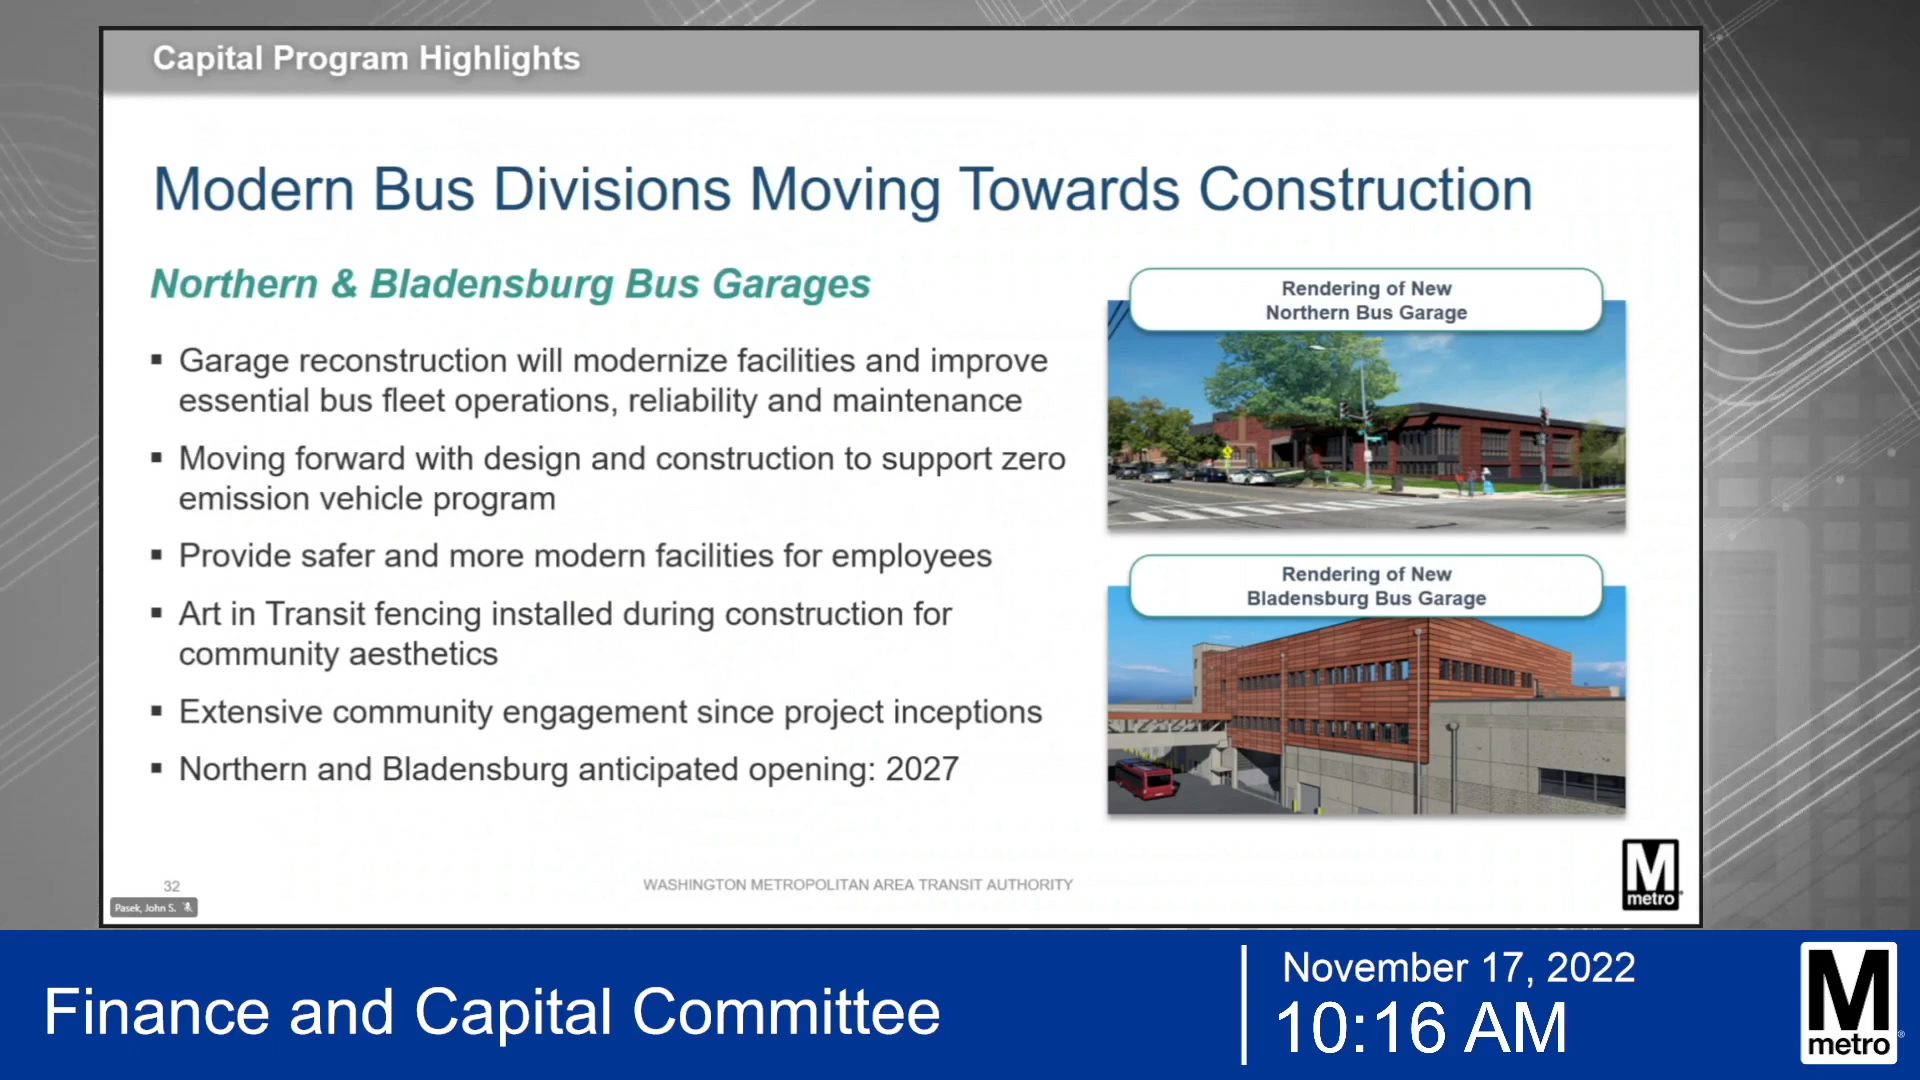 Capital Program Highlights
Modern Bus Divisions Moving Towards Construction
Northern & Bladensburg Bus Garages
▪ Garage reconstruction will modernize facilities and improve
essential bus fleet operations, reliability and maintenance
▪ Moving forward with design and construction to support zero
emission vehicle program
▪ Provide safer and more modern facilities for employees
▪ Art in Transit fencing installed during construction for
community aesthetics
▪ Extensive community engagement since project inceptions
▪ Northern and Bladensburg anticipated opening: 2027
Rendering of New
Northern Bus Garage
Rendering of New
Bladensburg Bus Garage
32
WASHINGTON METROPOLITAN AREA TRANSIT AUTHORITY
M
metro
Pasek, John S.
Finance and Capital Committee
November 17, 2022
10:16 AM
M
metro®